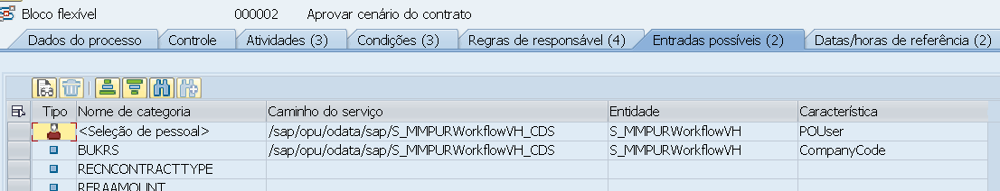 Bloco flexível 000002 Aprovar cenário do contrato
Dados do processo Controle Atividades (3) Condições (3) Regras de responsável (4) Entradas possíveis (2) Datas/horas de referência (2)
Tipo Nome de categoria Caminho do serviço Entidade Característica
<Seleção de pessoal> /sap/opu/odata/sap/S_MMPURWorkflowVH_CDS S_MMPURWorkflowVH POUser
BUKRS /sap/opu/odata/sap/S_MMPURWorkflowVH_CDS S_MMPURWorkflowVH CompanyCode
RECNCONTRACTTYPE
RERAAMOUNT